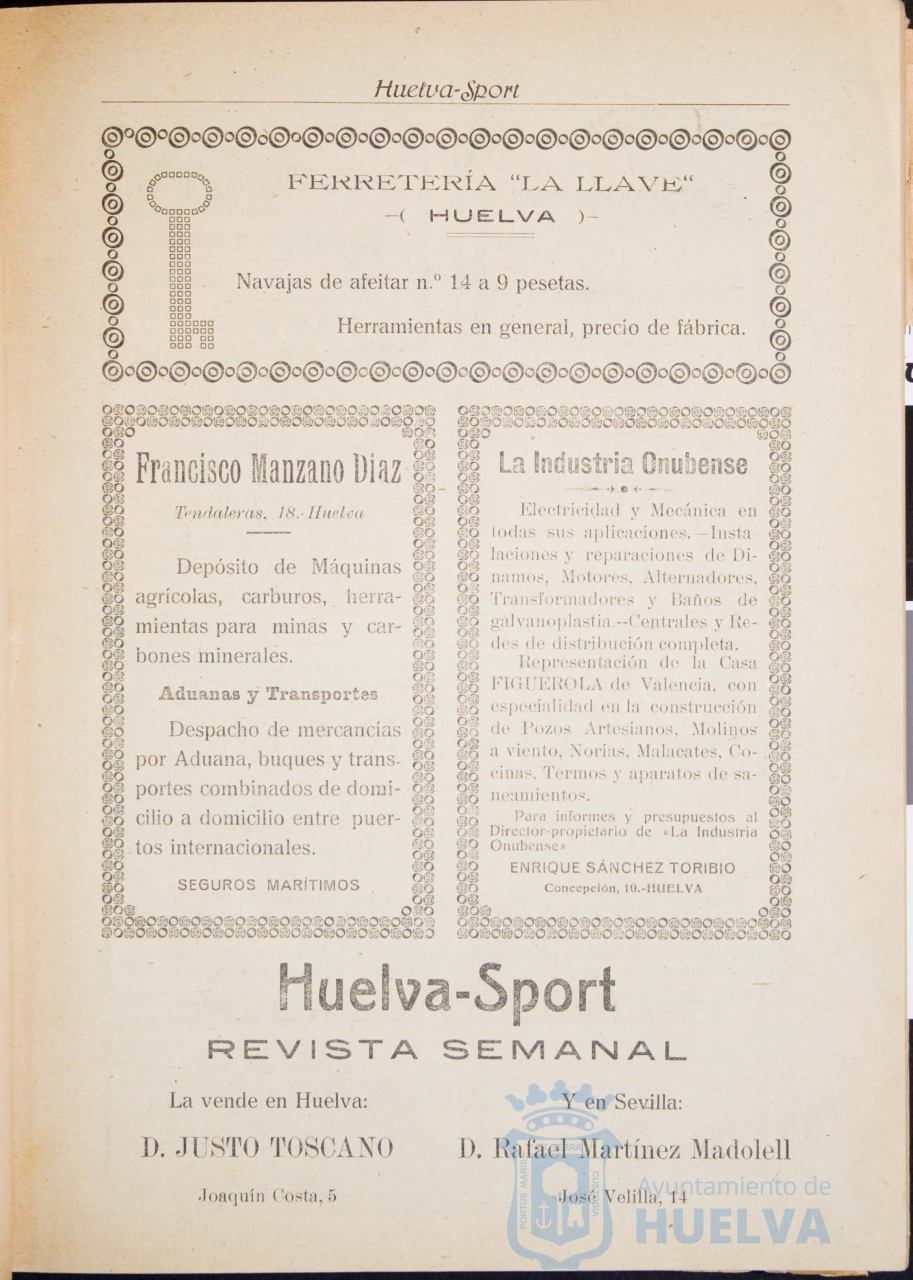 Huelva-Sport
FERRETERÍA "LA LLAVE"
-( HUELVA )-
Navajas de afeitar n.º 14 a 9 pesetas.
Herramientas en general, precio de fábrica.
Francisco Manzano Diaz
Tendaleras, 18.-Huelva
Depósito de Máquinas
agrícolas, carburos, herra-
mientas para minas y car-
bones minerales.
Aduanas y Transportes
Despacho de mercancías
por Aduana, buques y trans-
portes combinados de domi-
cilio a domicilio entre puer-
tos internacionales.
SEGUROS MARÍTIMOS
La Industria Onubense
Electricidad y Mecánica en
todas sus aplicaciones.—Insta
laciones y reparaciones de Di-
namos, Motores, Alternadores,
Transformadores y Baños de
galvanoplastia.--Centrales y Re-
des de distribución completa.
Representación de la Casa
FIGUEROLA de Valencia, con
especialidad en la construcción
de Pozos Artesianos, Molinos
a viento, Norias, Malacates, Co-
cinas, Termos y aparatos de sa-
neamientos.
Para informes y presupuestos al
Director-propietario de «La Industria
Onubense»
ENRIQUE SÁNCHEZ TORIBIO
Concepción, 10.-HUELVA
Huelva-Sport
REVISTA SEMANAL
La vende en Huelva:
D. JUSTO TOSCANO
Joaquín Costa, 5
Y en Sevilla:
D. Rafael Martínez Madolell
José Velilla, 14
PORTUS MARIS
CUSTODIA
Ayuntamiento de
HUELVA